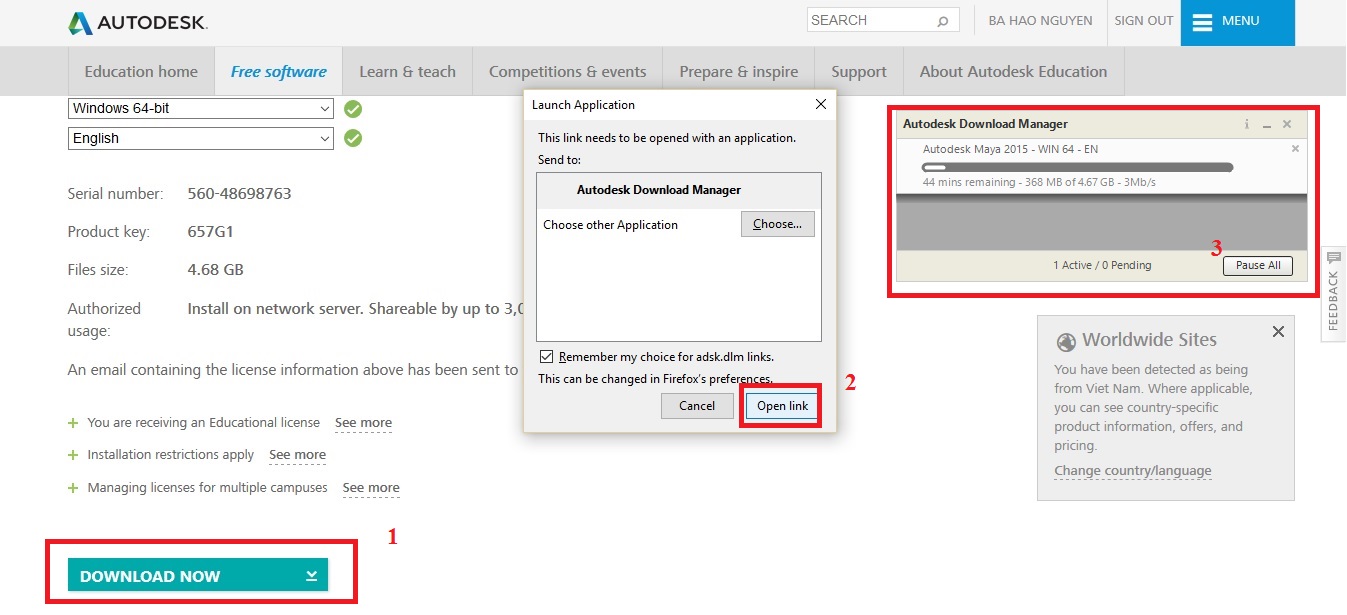 AUTODESK.
SEARCH
BA HAO NGUYEN
SIGN OUT
MENU
Education home
Free software
Learn & teach
Competitions & events
Prepare & inspire
Support
About Autodesk Education
Windows 64-bit
English
Serial number: 560-48698763
Product key: 657G1
Files size: 4.68 GB
Authorized usage: Install on network server. Shareable by up to 3,0
An email containing the license information above has been sent to
+ You are receiving an Educational license See more
+ Installation restrictions apply See more
+ Managing licenses for multiple campuses See more
1
DOWNLOAD NOW
Launch Application
This link needs to be opened with an application.
Send to:
Autodesk Download Manager
Choose other Application
Choose...
Remember my choice for adsk.dlm links.
This can be changed in Firefox's preferences.
Cancel
Open link
2
Autodesk Download Manager
Autodesk Maya 2015 - WIN 64 - EN
44 mins remaining - 368 MB of 4.67 GB - 3Mb/s
3
1 Active / 0 Pending
Pause All
FEEDBACK
Worldwide Sites
You have been detected as being
from Viet Nam. Where applicable,
you can see country-specific
product information, offers, and
pricing.
Change country/language